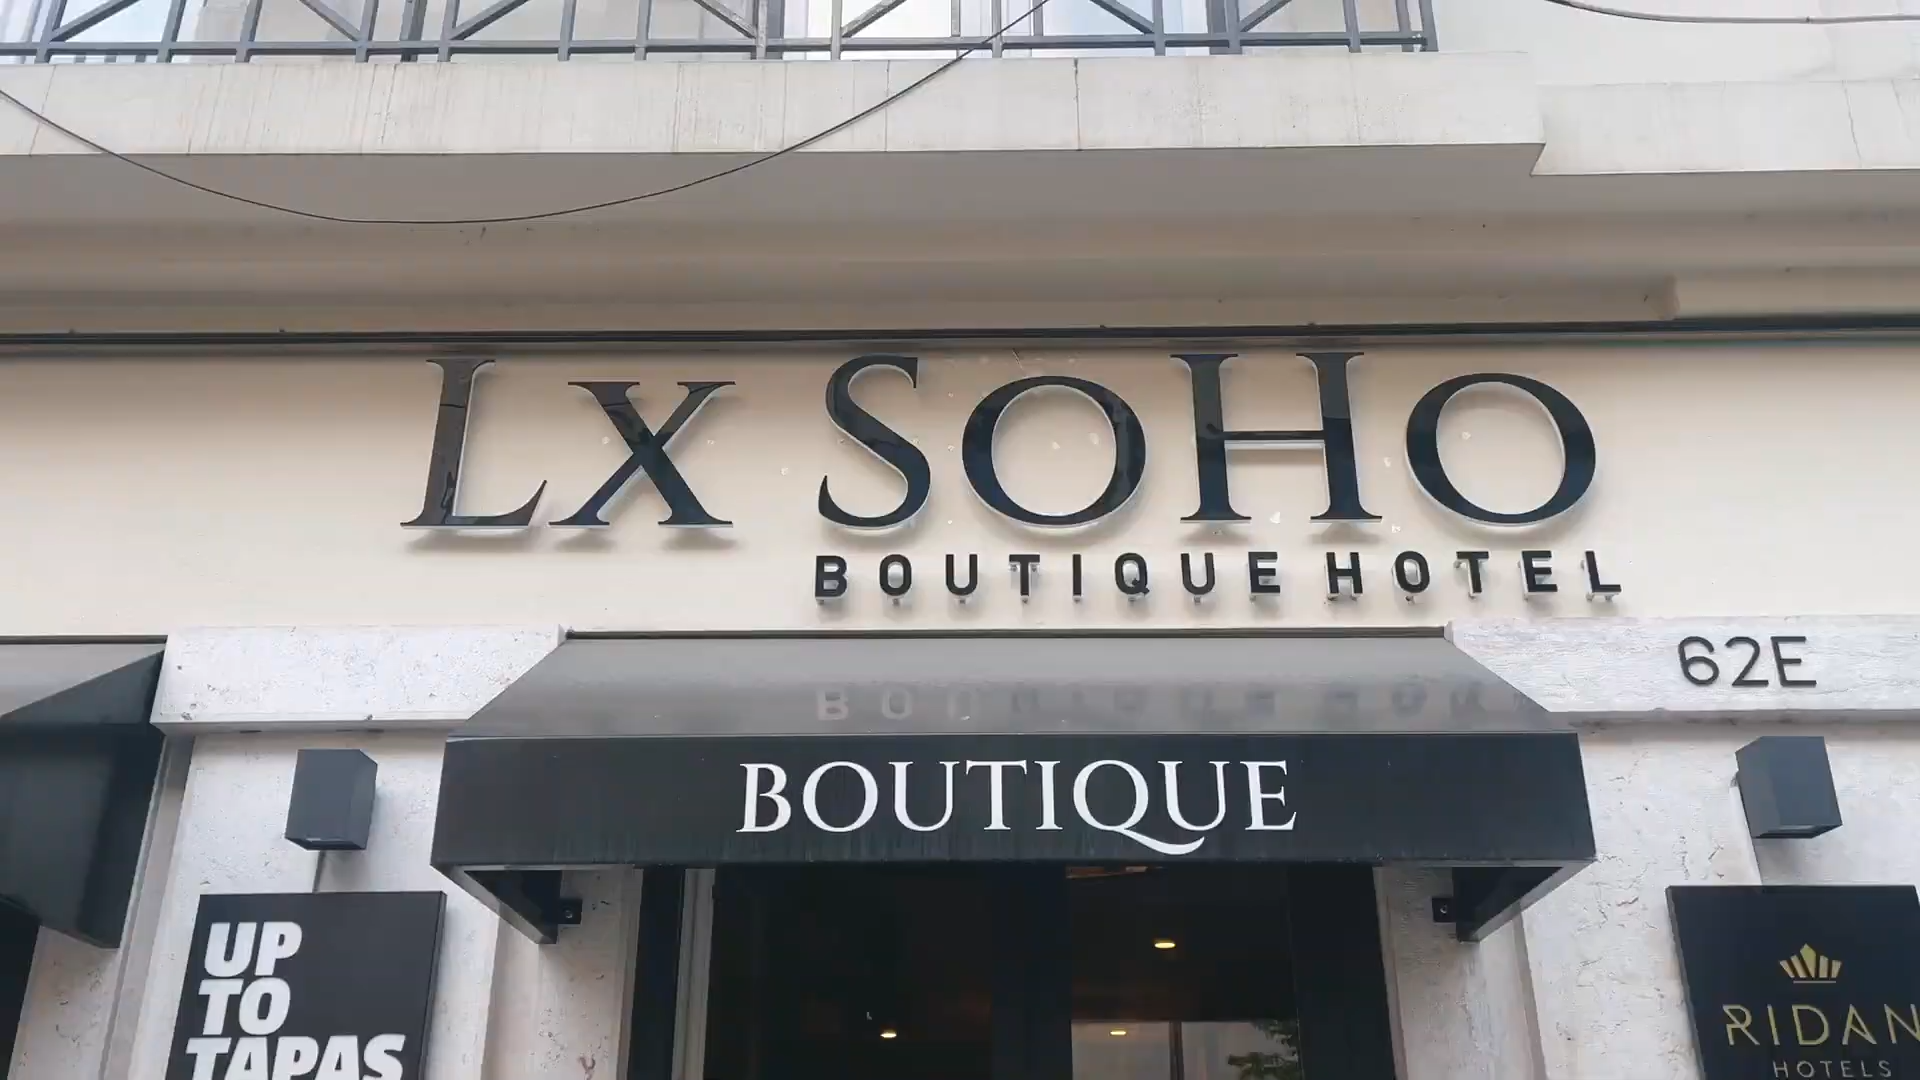 Lx SoHo
BOUTIQUE HOTEL
62E
BOUTIQUE
UP
TO
TAPAS
RIDAN
HOTELS